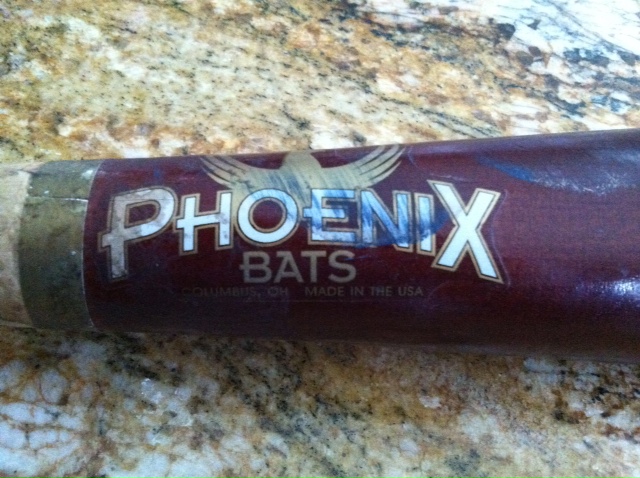 PHOENIX
BATS
COLUMBUS, OH MADE IN THE USA